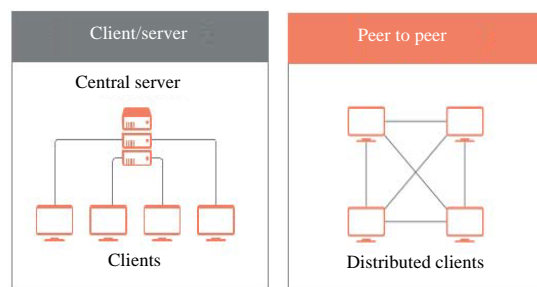 Client/server
Central server
Clients
Peer to peer
Distributed clients